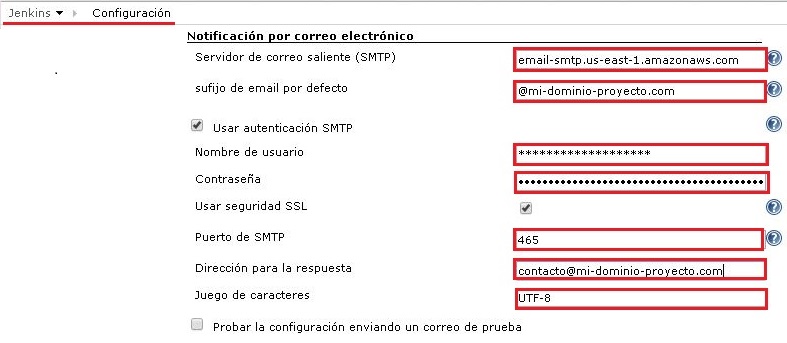 Jenkins Configuración
Notificación por correo electrónico
Servidor de correo saliente (SMTP) email-smtp.us-east-1.amazonaws.com
sufijo de email por defecto @mi-dominio-proyecto.com
Usar autenticación SMTP
Nombre de usuario *******************
Contraseña ••••••••••••••••••••••••••••••••••••••••
Usar seguridad SSL
Puerto de SMTP 465
Dirección para la respuesta contacto@mi-dominio-proyecto.com
Juego de caracteres UTF-8
Probar la configuración enviando un correo de prueba